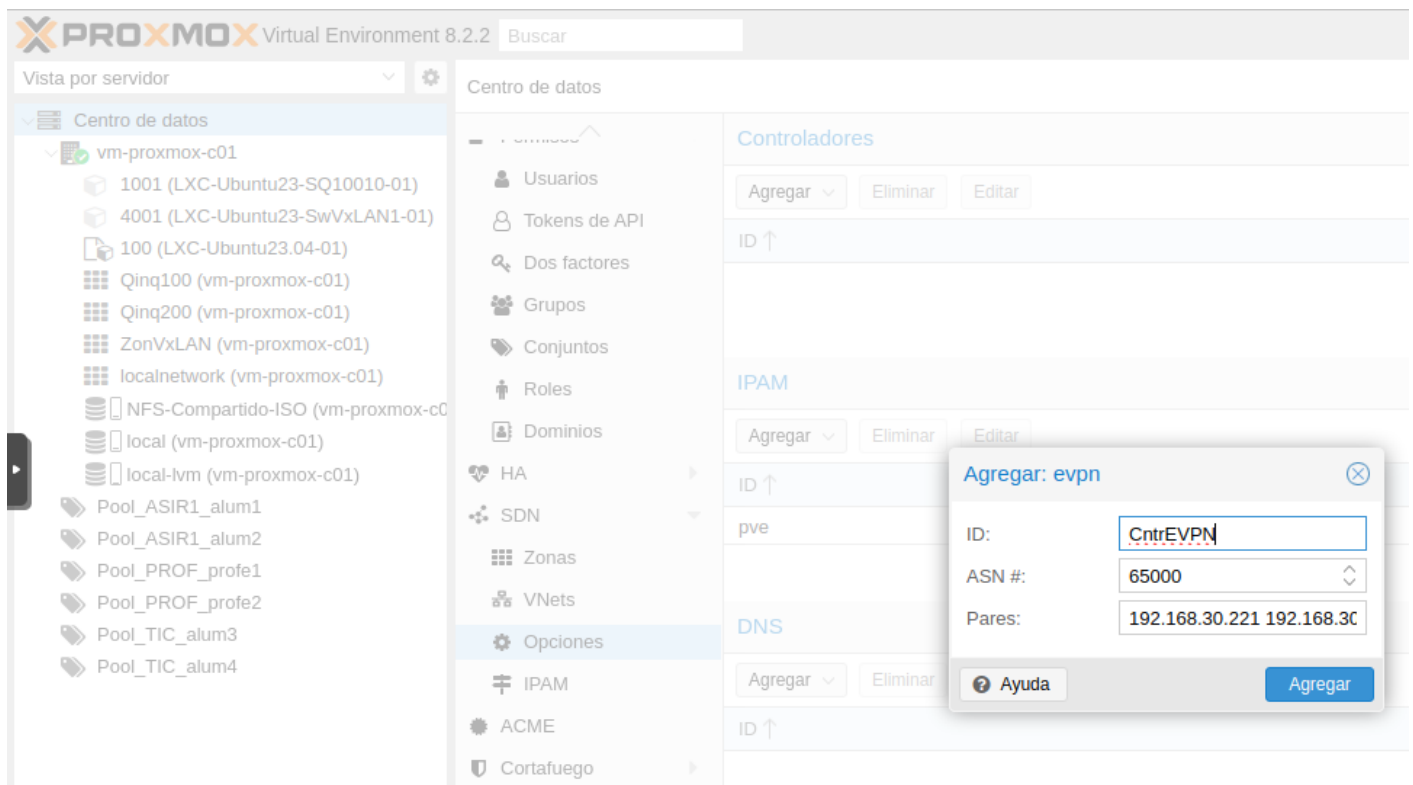 PROXMOX Virtual Environment 8.2.2 Buscar
Vista por servidor
Centro de datos
vm-proxmox-c01
1001 (LXC-Ubuntu23-SQ10010-01)
4001 (LXC-Ubuntu23-SwVxLAN1-01)
100 (LXC-Ubuntu23.04-01)
Qinq100 (vm-proxmox-c01)
Qinq200 (vm-proxmox-c01)
ZonVxLAN (vm-proxmox-c01)
localnetwork (vm-proxmox-c01)
NFS-Compartido-ISO (vm-proxmox-c0
local (vm-proxmox-c01)
local-lvm (vm-proxmox-c01)
Pool_ASIR1_alum1
Pool_ASIR1_alum2
Pool_PROF_profe1
Pool_PROF_profe2
Pool_TIC_alum3
Pool_TIC_alum4
Centro de datos
Permisos
Usuarios
Tokens de API
Dos factores
Grupos
Conjuntos
Roles
Dominios
HA
SDN
Zonas
VNets
Opciones
IPAM
ACME
Cortafuego
Controladores
Agregar Eliminar Editar
ID ↑
IPAM
Agregar Eliminar Editar
ID ↑
pve
DNS
Agregar Eliminar
ID ↑
Agregar: evpn
ID: CntrEVPN
ASN #: 65000
Pares: 192.168.30.221 192.168.30
Ayuda Agregar